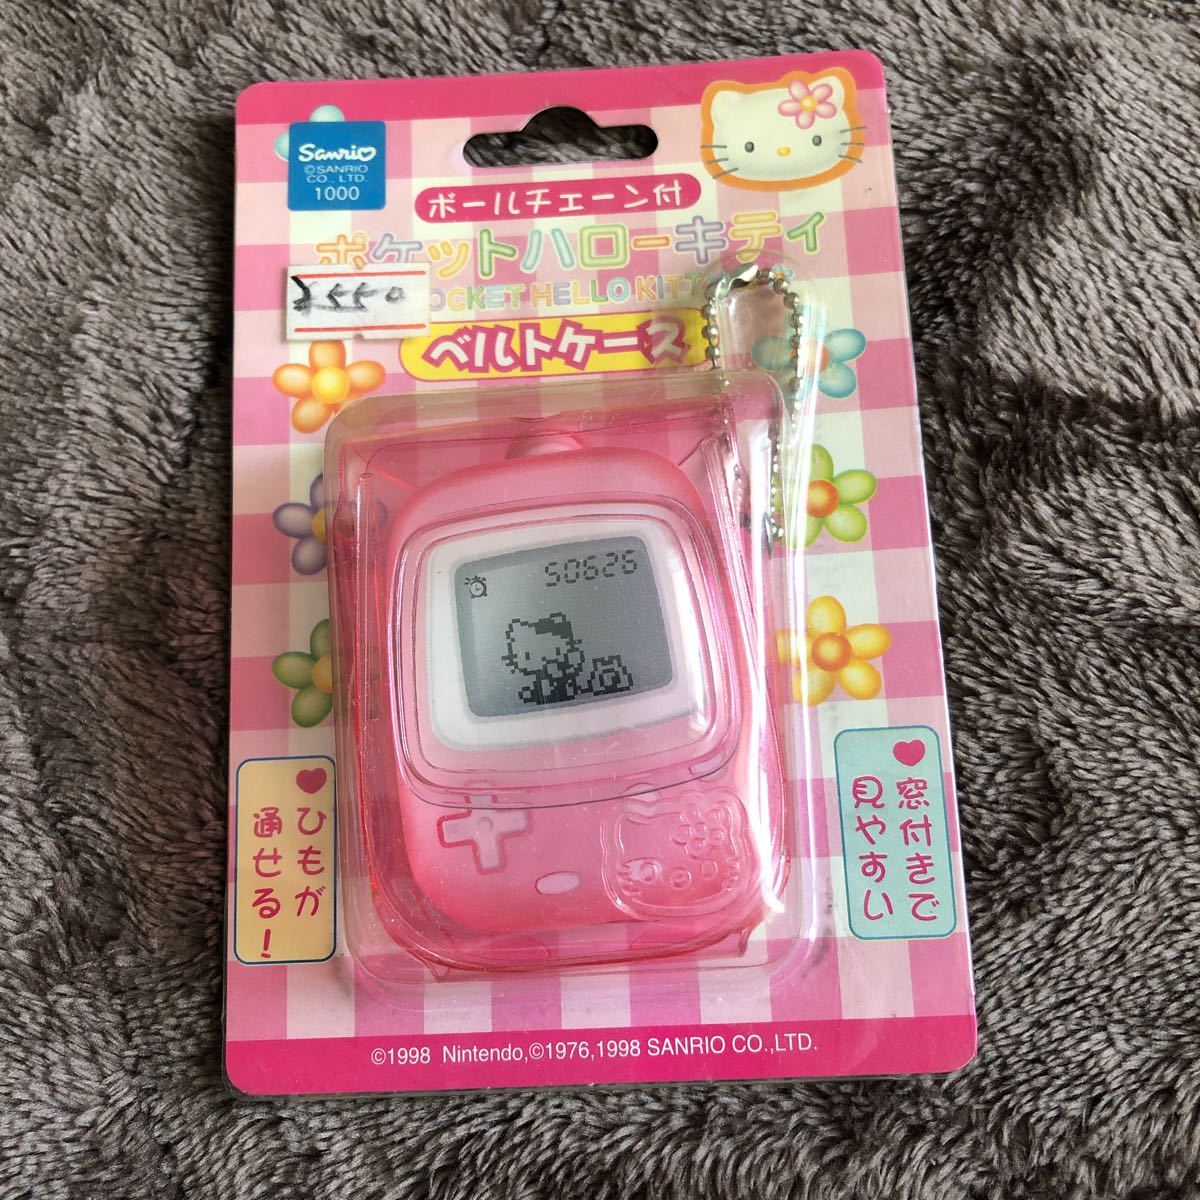 Sanrio
©SANRIO
CO., LTD.
1000
ボールチェーン付
ポケットハローキティ
OCKET HELLO KITT
¥550
ベルトケース
50626
♥ひもが
通せる!
♥窓付きで
見やすい
©1998 Nintendo,©1976,1998 SANRIO CO.,LTD.